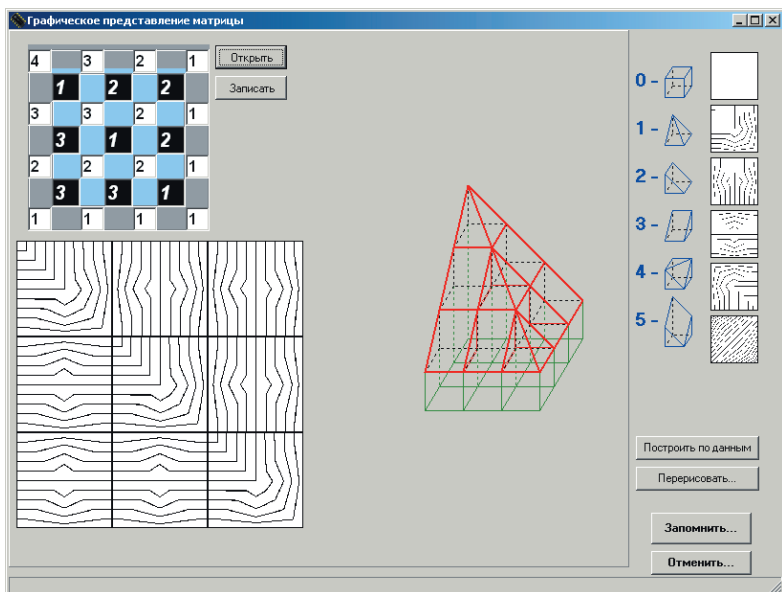 Графическое представление матрицы
4 3 2 1
1 2 2
3 3 2 1
3 1 2
2 2 2 1
3 3 1
1 1 1 1
Открыть
Записать
0 -
1 -
2 -
3 -
4 -
5 -
Построить по данным
Перерисовать...
Запомнить...
Отменить...